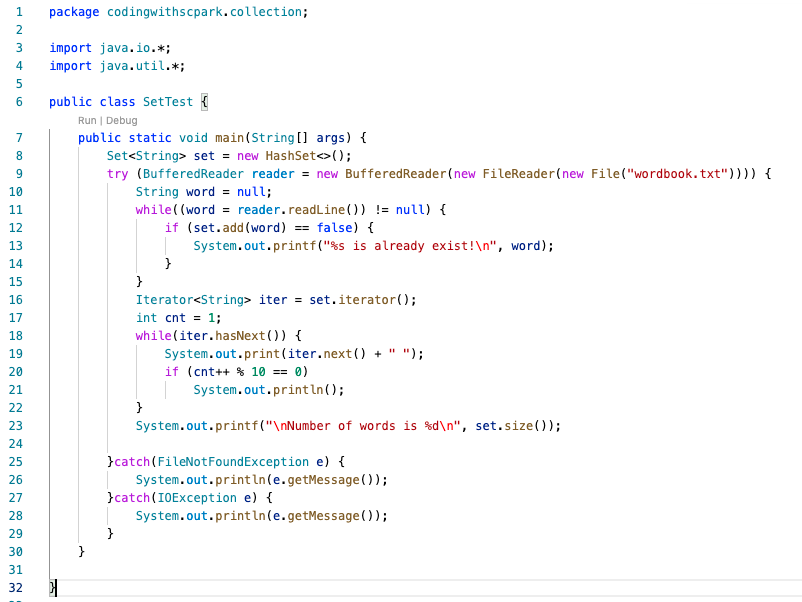 1 package codingwithscpark.collection;
2
3 import java.io.*;
4 import java.util.*;
5
6 public class SetTest {
Run | Debug
7 public static void main(String[] args) {
8 Set<String> set = new HashSet<>();
9 try (BufferedReader reader = new BufferedReader(new FileReader(new File("wordbook.txt")))) {
10 String word = null;
11 while((word = reader.readLine()) != null) {
12 if (set.add(word) == false) {
13 System.out.printf("%s is already exist!\n", word);
14 }
15 }
16 Iterator<String> iter = set.iterator();
17 int cnt = 1;
18 while(iter.hasNext()) {
19 System.out.print(iter.next() + " ");
20 if (cnt++ % 10 == 0)
21 System.out.println();
22 }
23 System.out.printf("\nNumber of words is %d\n", set.size());
24
25 }catch(FileNotFoundException e) {
26 System.out.println(e.getMessage());
27 }catch(IOException e) {
28 System.out.println(e.getMessage());
29 }
30 }
31
32 }